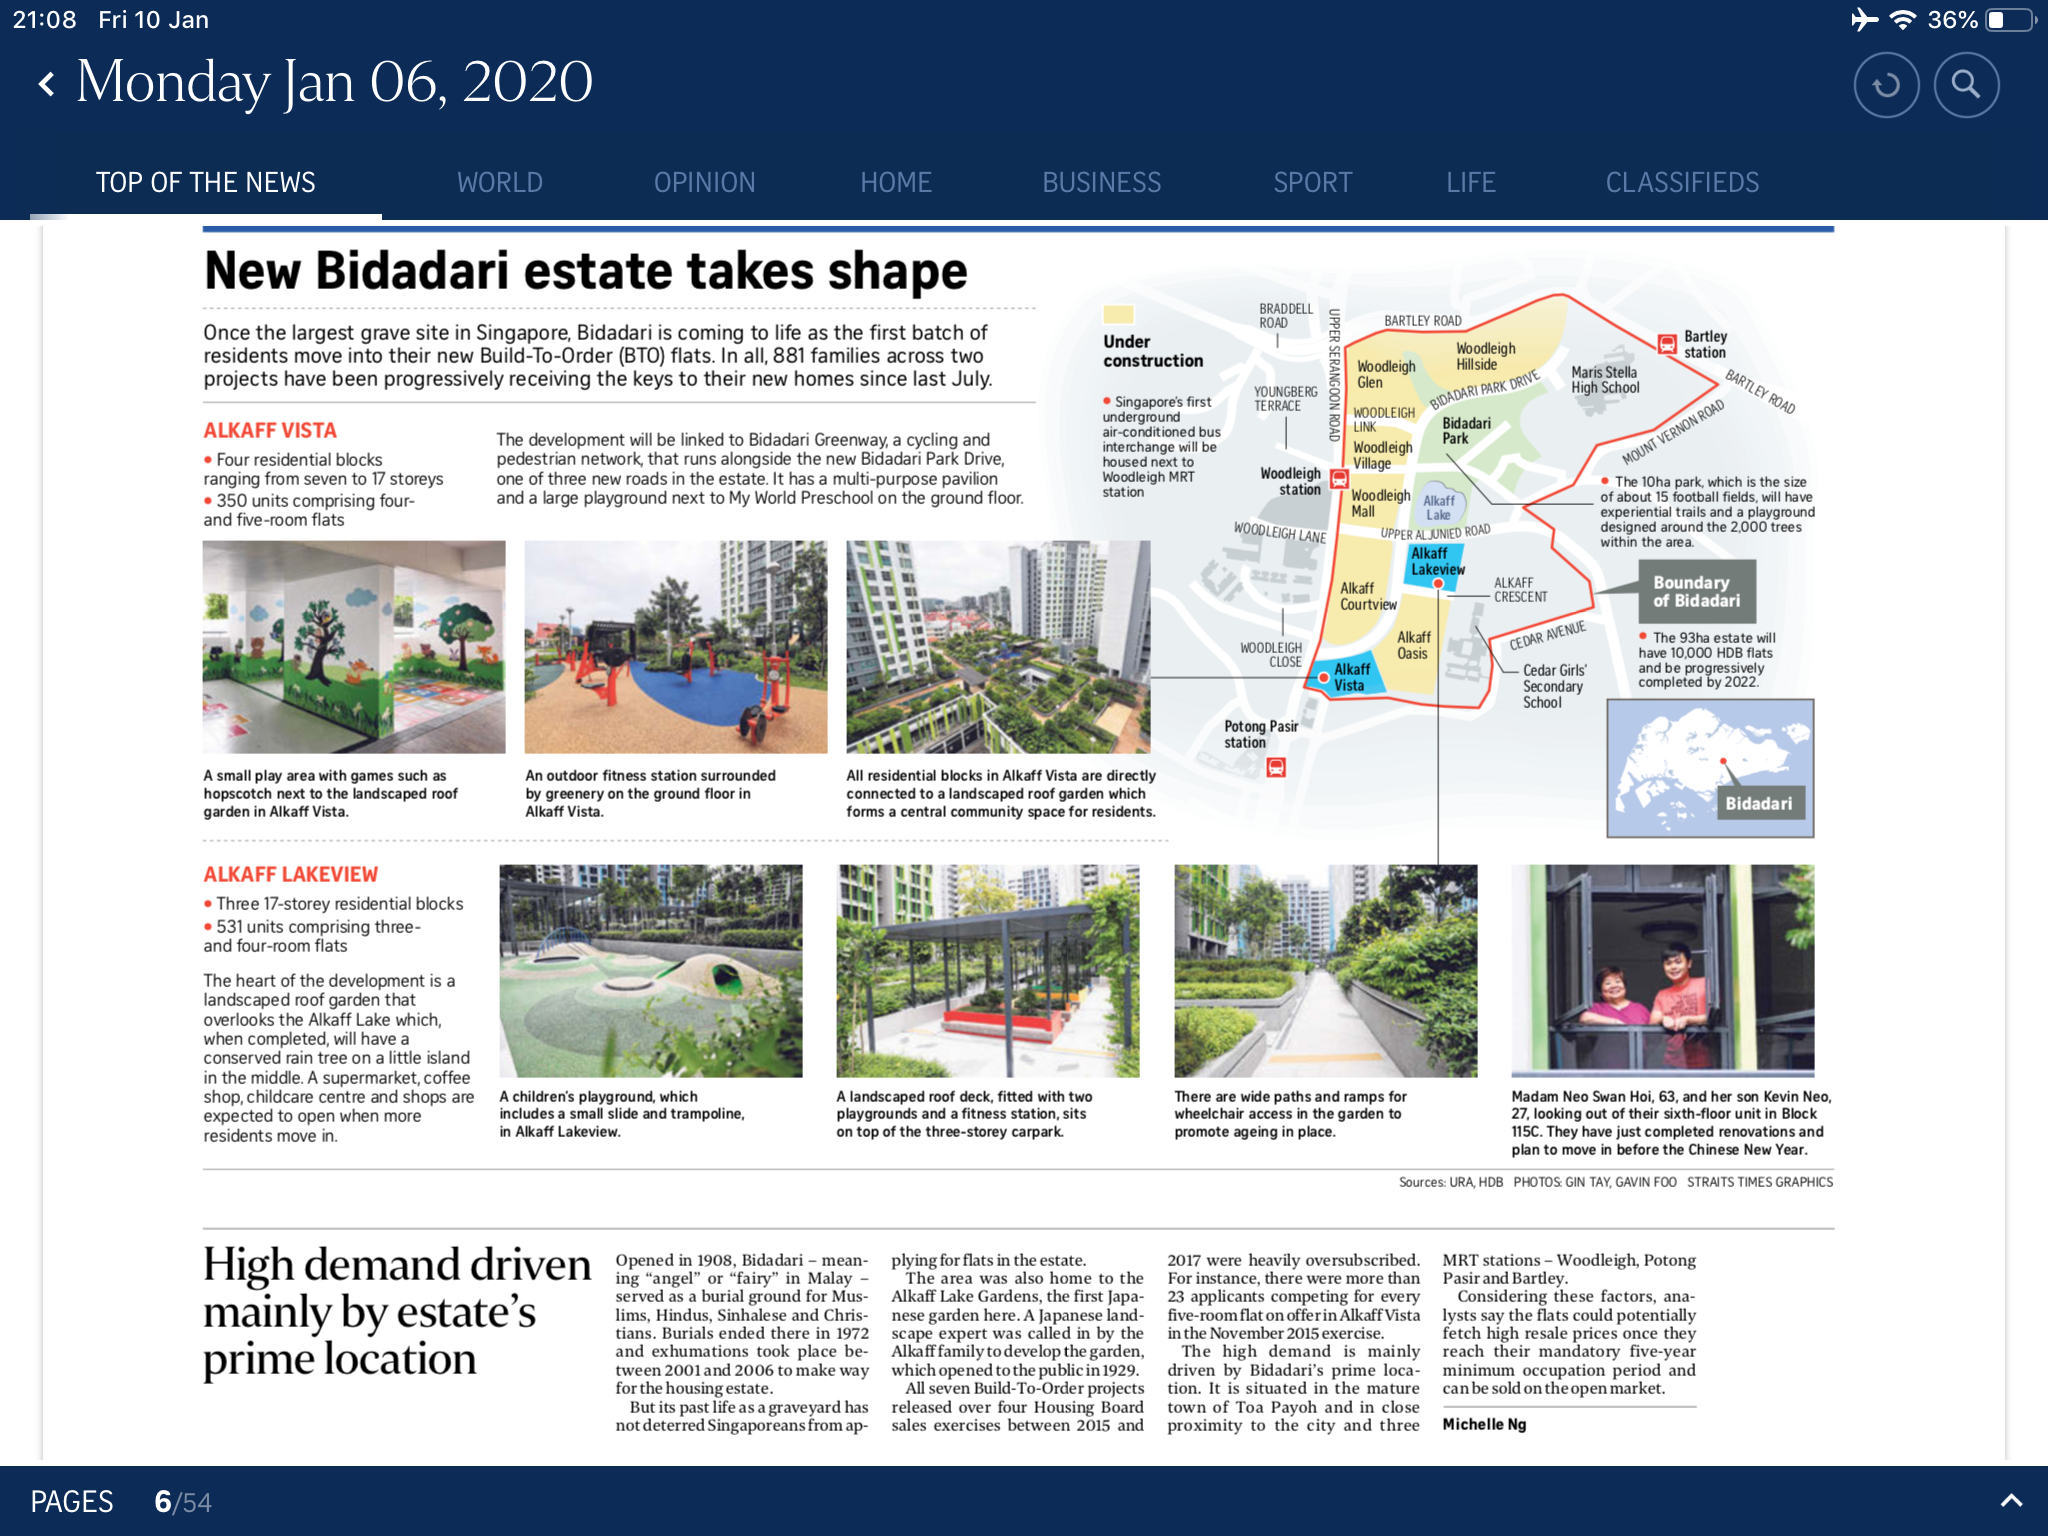 21:08 Fri 10 Jan
36%
Monday Jan 06, 2020
TOP OF THE NEWS WORLD OPINION HOME BUSINESS SPORT LIFE CLASSIFIEDS
New Bidadari estate takes shape
Once the largest grave site in Singapore, Bidadari is coming to life as the first batch of
residents move into their new Build-To-Order (BTO) flats. In all, 881 families across two
projects have been progressively receiving the keys to their new homes since last July.
ALKAFF VISTA
• Four residential blocks
ranging from seven to 17 storeys
• 350 units comprising four-
and five-room flats
The development will be linked to Bidadari Greenway, a cycling and
pedestrian network, that runs alongside the new Bidadari Park Drive,
one of three new roads in the estate. It has a multi-purpose pavilion
and a large playground next to My World Preschool on the ground floor.
A small play area with games such as
hopscotch next to the landscaped roof
garden in Alkaff Vista.
An outdoor fitness station surrounded
by greenery on the ground floor in
Alkaff Vista.
All residential blocks in Alkaff Vista are directly
connected to a landscaped roof garden which
forms a central community space for residents.
Under
construction
• Singapore's first
underground
air-conditioned bus
interchange will be
housed next to
Woodleigh MRT
station
BRADDELL
ROAD
UPPER SERANGOON ROAD
BARTLEY ROAD
Bartley
station
BARTLEY ROAD
Woodleigh
Glen
Woodleigh
Hillside
Maris Stella
High School
BIDADARI PARK DRIVE
MOUNT VERNON ROAD
YOUNGBERG
TERRACE
WOODLEIGH
LINK
Bidadari
Park
Woodleigh
Village
Woodleigh
station
Woodleigh
Mall
Alkaff
Lake
• The 10ha park, which is the size
of about 15 football fields, will have
experiential trails and a playground
designed around the 2,000 trees
within the area.
WOODLEIGH LANE
UPPER ALJUNIED ROAD
Alkaff
Lakeview
ALKAFF
CRESCENT
Boundary
of Bidadari
• The 93ha estate will
have 10,000 HDB flats
and be progressively
completed by 2022.
Alkaff
Courtview
Alkaff
Oasis
CEDAR AVENUE
WOODLEIGH
CLOSE
Alkaff
Vista
Cedar Girls'
Secondary
School
Potong Pasir
station
Bidadari
ALKAFF LAKEVIEW
• Three 17-storey residential blocks
• 531 units comprising three-
and four-room flats
The heart of the development is a
landscaped roof garden that
overlooks the Alkaff Lake which,
when completed, will have a
conserved rain tree on a little island
in the middle. A supermarket, coffee
shop, childcare centre and shops are
expected to open when more
residents move in.
A children's playground, which
includes a small slide and trampoline,
in Alkaff Lakeview.
A landscaped roof deck, fitted with two
playgrounds and a fitness station, sits
on top of the three-storey carpark.
There are wide paths and ramps for
wheelchair access in the garden to
promote ageing in place.
Madam Neo Swan Hoi, 63, and her son Kevin Neo,
27, looking out of their sixth-floor unit in Block
115C. They have just completed renovations and
plan to move in before the Chinese New Year.
Sources: URA, HDB PHOTOS: GIN TAY, GAVIN FOO STRAITS TIMES GRAPHICS
High demand driven
mainly by estate's
prime location
Opened in 1908, Bidadari – mean-
ing "angel" or "fairy" in Malay –
served as a burial ground for Mus-
lims, Hindus, Sinhalese and Chris-
tians. Burials ended there in 1972
and exhumations took place be-
tween 2001 and 2006 to make way
for the housing estate.
But its past life as a graveyard has
not deterred Singaporeans from ap-
plying for flats in the estate.
The area was also home to the
Alkaff Lake Gardens, the first Japa-
nese garden here. A Japanese land-
scape expert was called in by the
Alkaff family to develop the garden,
which opened to the public in 1929.
All seven Build-To-Order projects
released over four Housing Board
sales exercises between 2015 and
2017 were heavily oversubscribed.
For instance, there were more than
23 applicants competing for every
five-room flat on offer in Alkaff Vista
in the November 2015 exercise.
The high demand is mainly
driven by Bidadari's prime loca-
tion. It is situated in the mature
town of Toa Payoh and in close
proximity to the city and three
MRT stations – Woodleigh, Potong
Pasir and Bartley.
Considering these factors, ana-
lysts say the flats could potentially
fetch high resale prices once they
reach their mandatory five-year
minimum occupation period and
can be sold on the open market.
Michelle Ng
PAGES 6/54